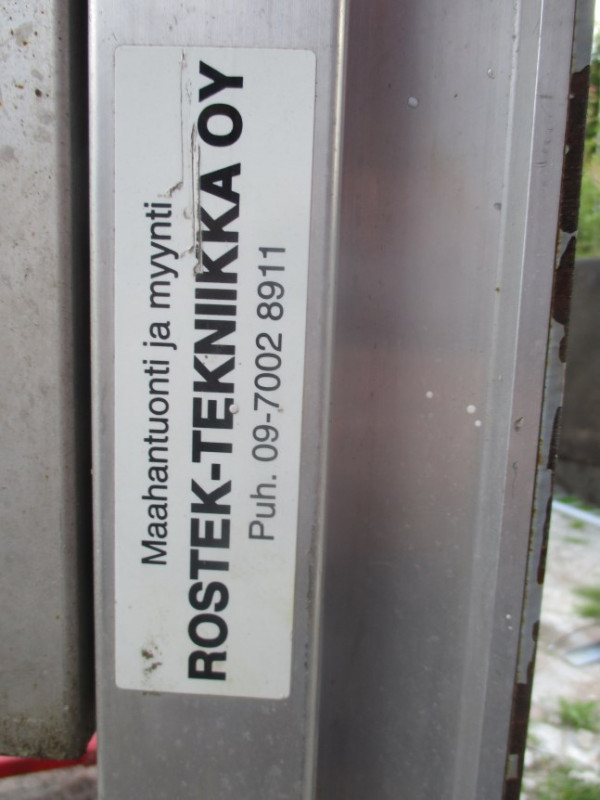 Maahantuonti ja myynti
ROSTEK-TEKNIIKKA OY
Puh. 09-7002 8911